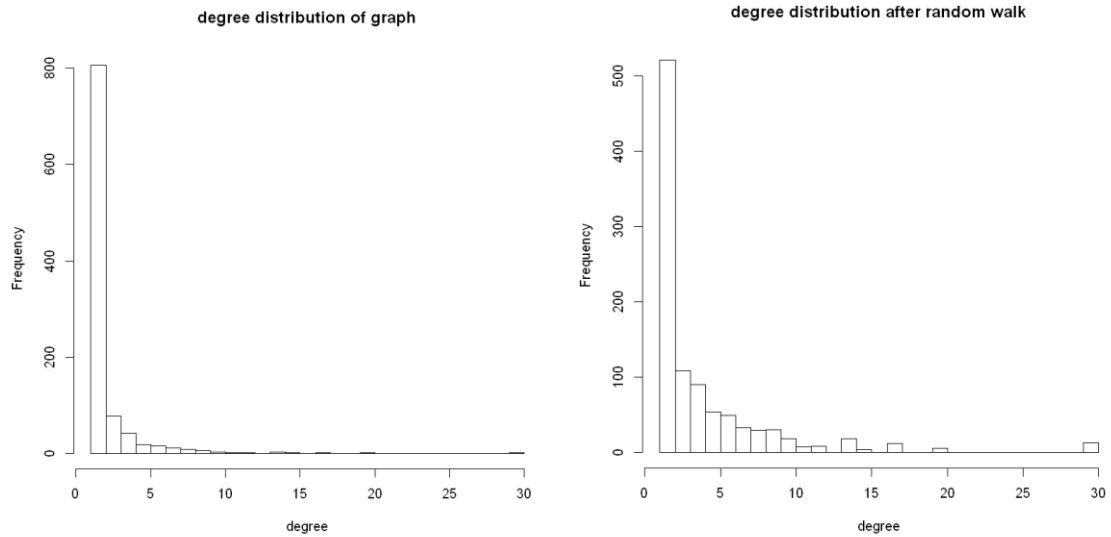 degree distribution of graph
Frequency
800
600
400
200
0
0 5 10 15 20 25 30
degree
degree distribution after random walk
Frequency
500
400
300
200
100
0
0 5 10 15 20 25 30
degree